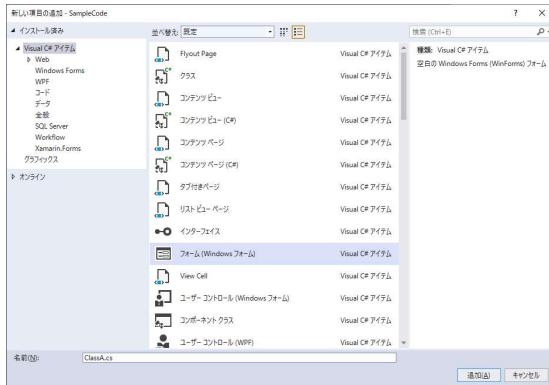 新しい項目の追加 - SampleCode
? ×
▲ インストール済み
並べ替え: 既定
検索 (Ctrl+E)
▲ Visual C# アイテム
▷ Web
Windows Forms
WPF
コード
データ
全般
SQL Server
Workflow
Xamarin.Forms
グラフィックス
▷ オンライン
Flyout Page Visual C# アイテム
クラス Visual C# アイテム
コンテンツ ビュー Visual C# アイテム
コンテンツ ビュー (C#) Visual C# アイテム
コンテンツ ページ Visual C# アイテム
コンテンツ ページ (C#) Visual C# アイテム
タブ付きページ Visual C# アイテム
リスト ビュー ページ Visual C# アイテム
インターフェイス Visual C# アイテム
フォーム (Windows フォーム) Visual C# アイテム
View Cell Visual C# アイテム
ユーザー コントロール (Windows フォーム) Visual C# アイテム
コンポーネント クラス Visual C# アイテム
ユーザー コントロール (WPF) Visual C# アイテム
種類: Visual C# アイテム
空白の Windows Forms (WinForms) フォーム
名前(N): ClassA.cs
追加(A) キャンセル